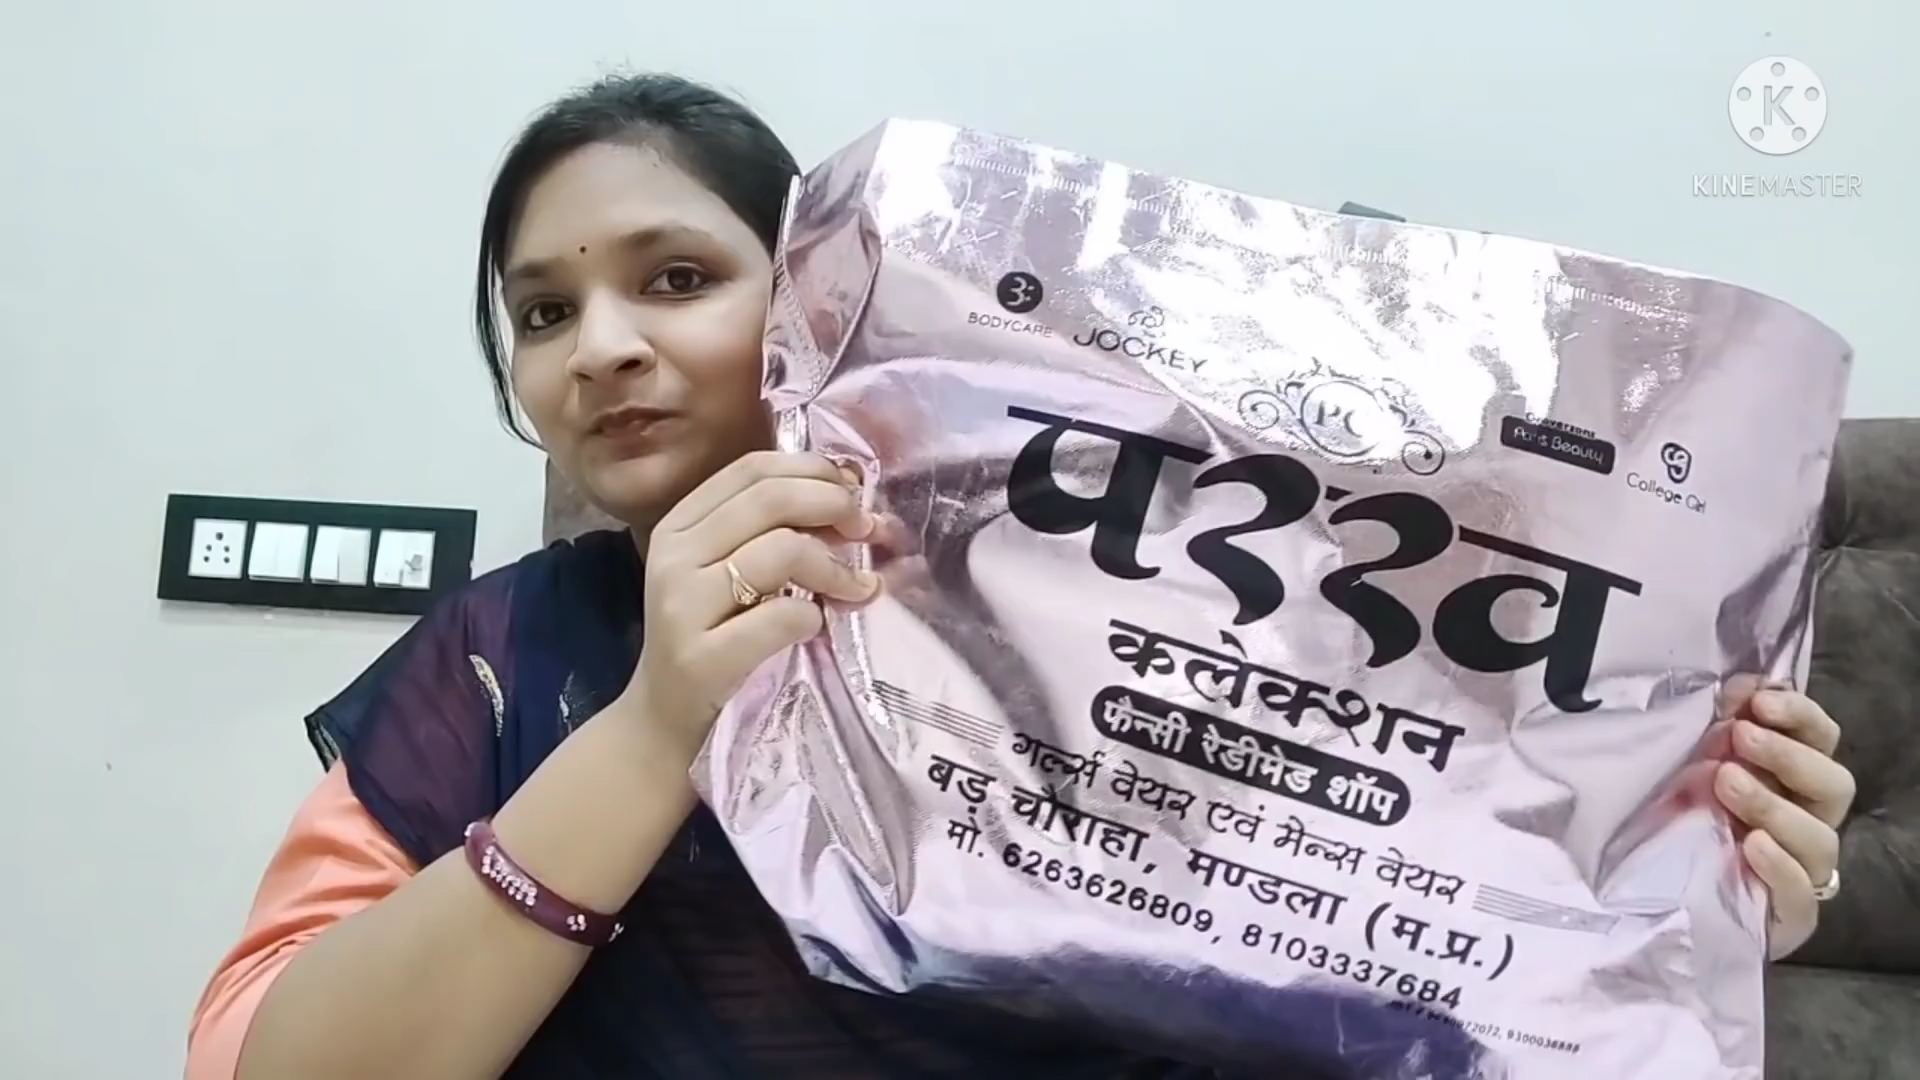 KINEMASTER
BODYCARE
JOCKEY
PC
Paris Beauty
College Girl
परख
कलेक्शन
फैन्सी रेडीमेड शॉप
गर्ल्स वेयर एवं मेन्स वेयर
बड़ चौराहा, मण्डला (म.प्र.)
मो. 6263626809, 8103337684